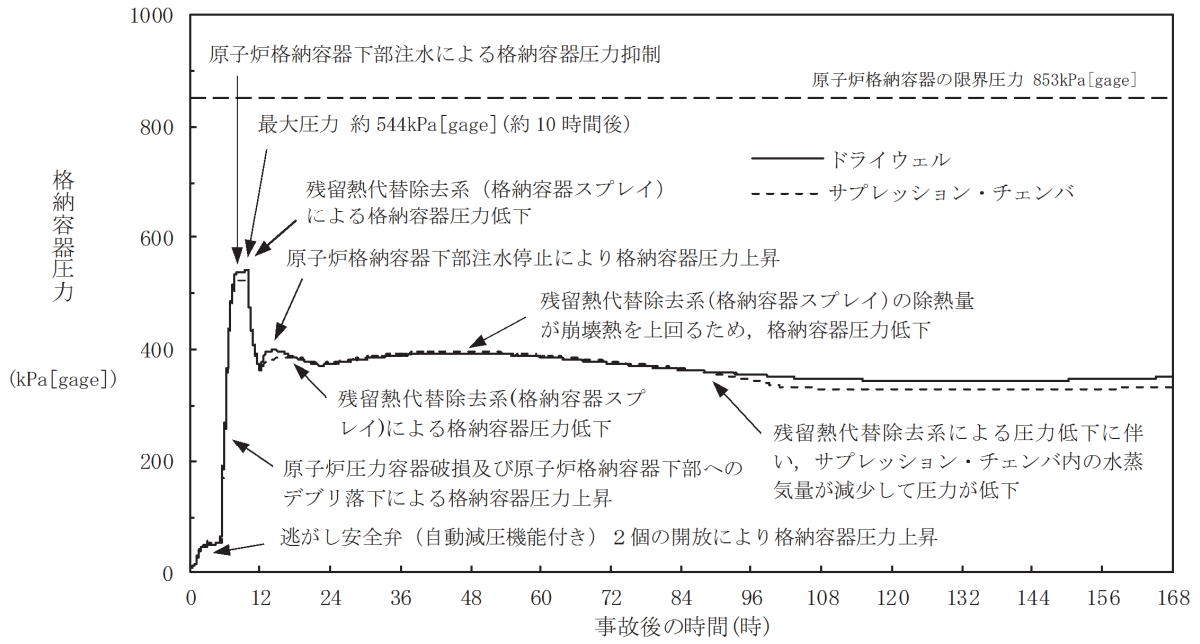 1000
800
600
400
200
0
格納容器圧力
(kPa[gage])
原子炉格納容器下部注水による格納容器圧力抑制
原子炉格納容器の限界圧力 853kPa[gage]
最大圧力 約544kPa[gage](約10時間後)
ドライウェル
サプレッション・チェンバ
残留熱代替除去系（格納容器スプレイ）
による格納容器圧力低下
原子炉格納容器下部注水停止により格納容器圧力上昇
残留熱代替除去系(格納容器スプレイ)の除熱量
が崩壊熱を上回るため，格納容器圧力低下
残留熱代替除去系(格納容器スプ
レイ)による格納容器圧力低下
残留熱代替除去系による圧力低下に伴
い，サプレッション・チェンバ内の水蒸
気量が減少して圧力が低下
原子炉圧力容器破損及び原子炉格納容器下部への
デブリ落下による格納容器圧力上昇
逃がし安全弁（自動減圧機能付き）２個の開放により格納容器圧力上昇
0 12 24 36 48 60 72 84 96 108 120 132 144 156 168
事故後の時間(時)